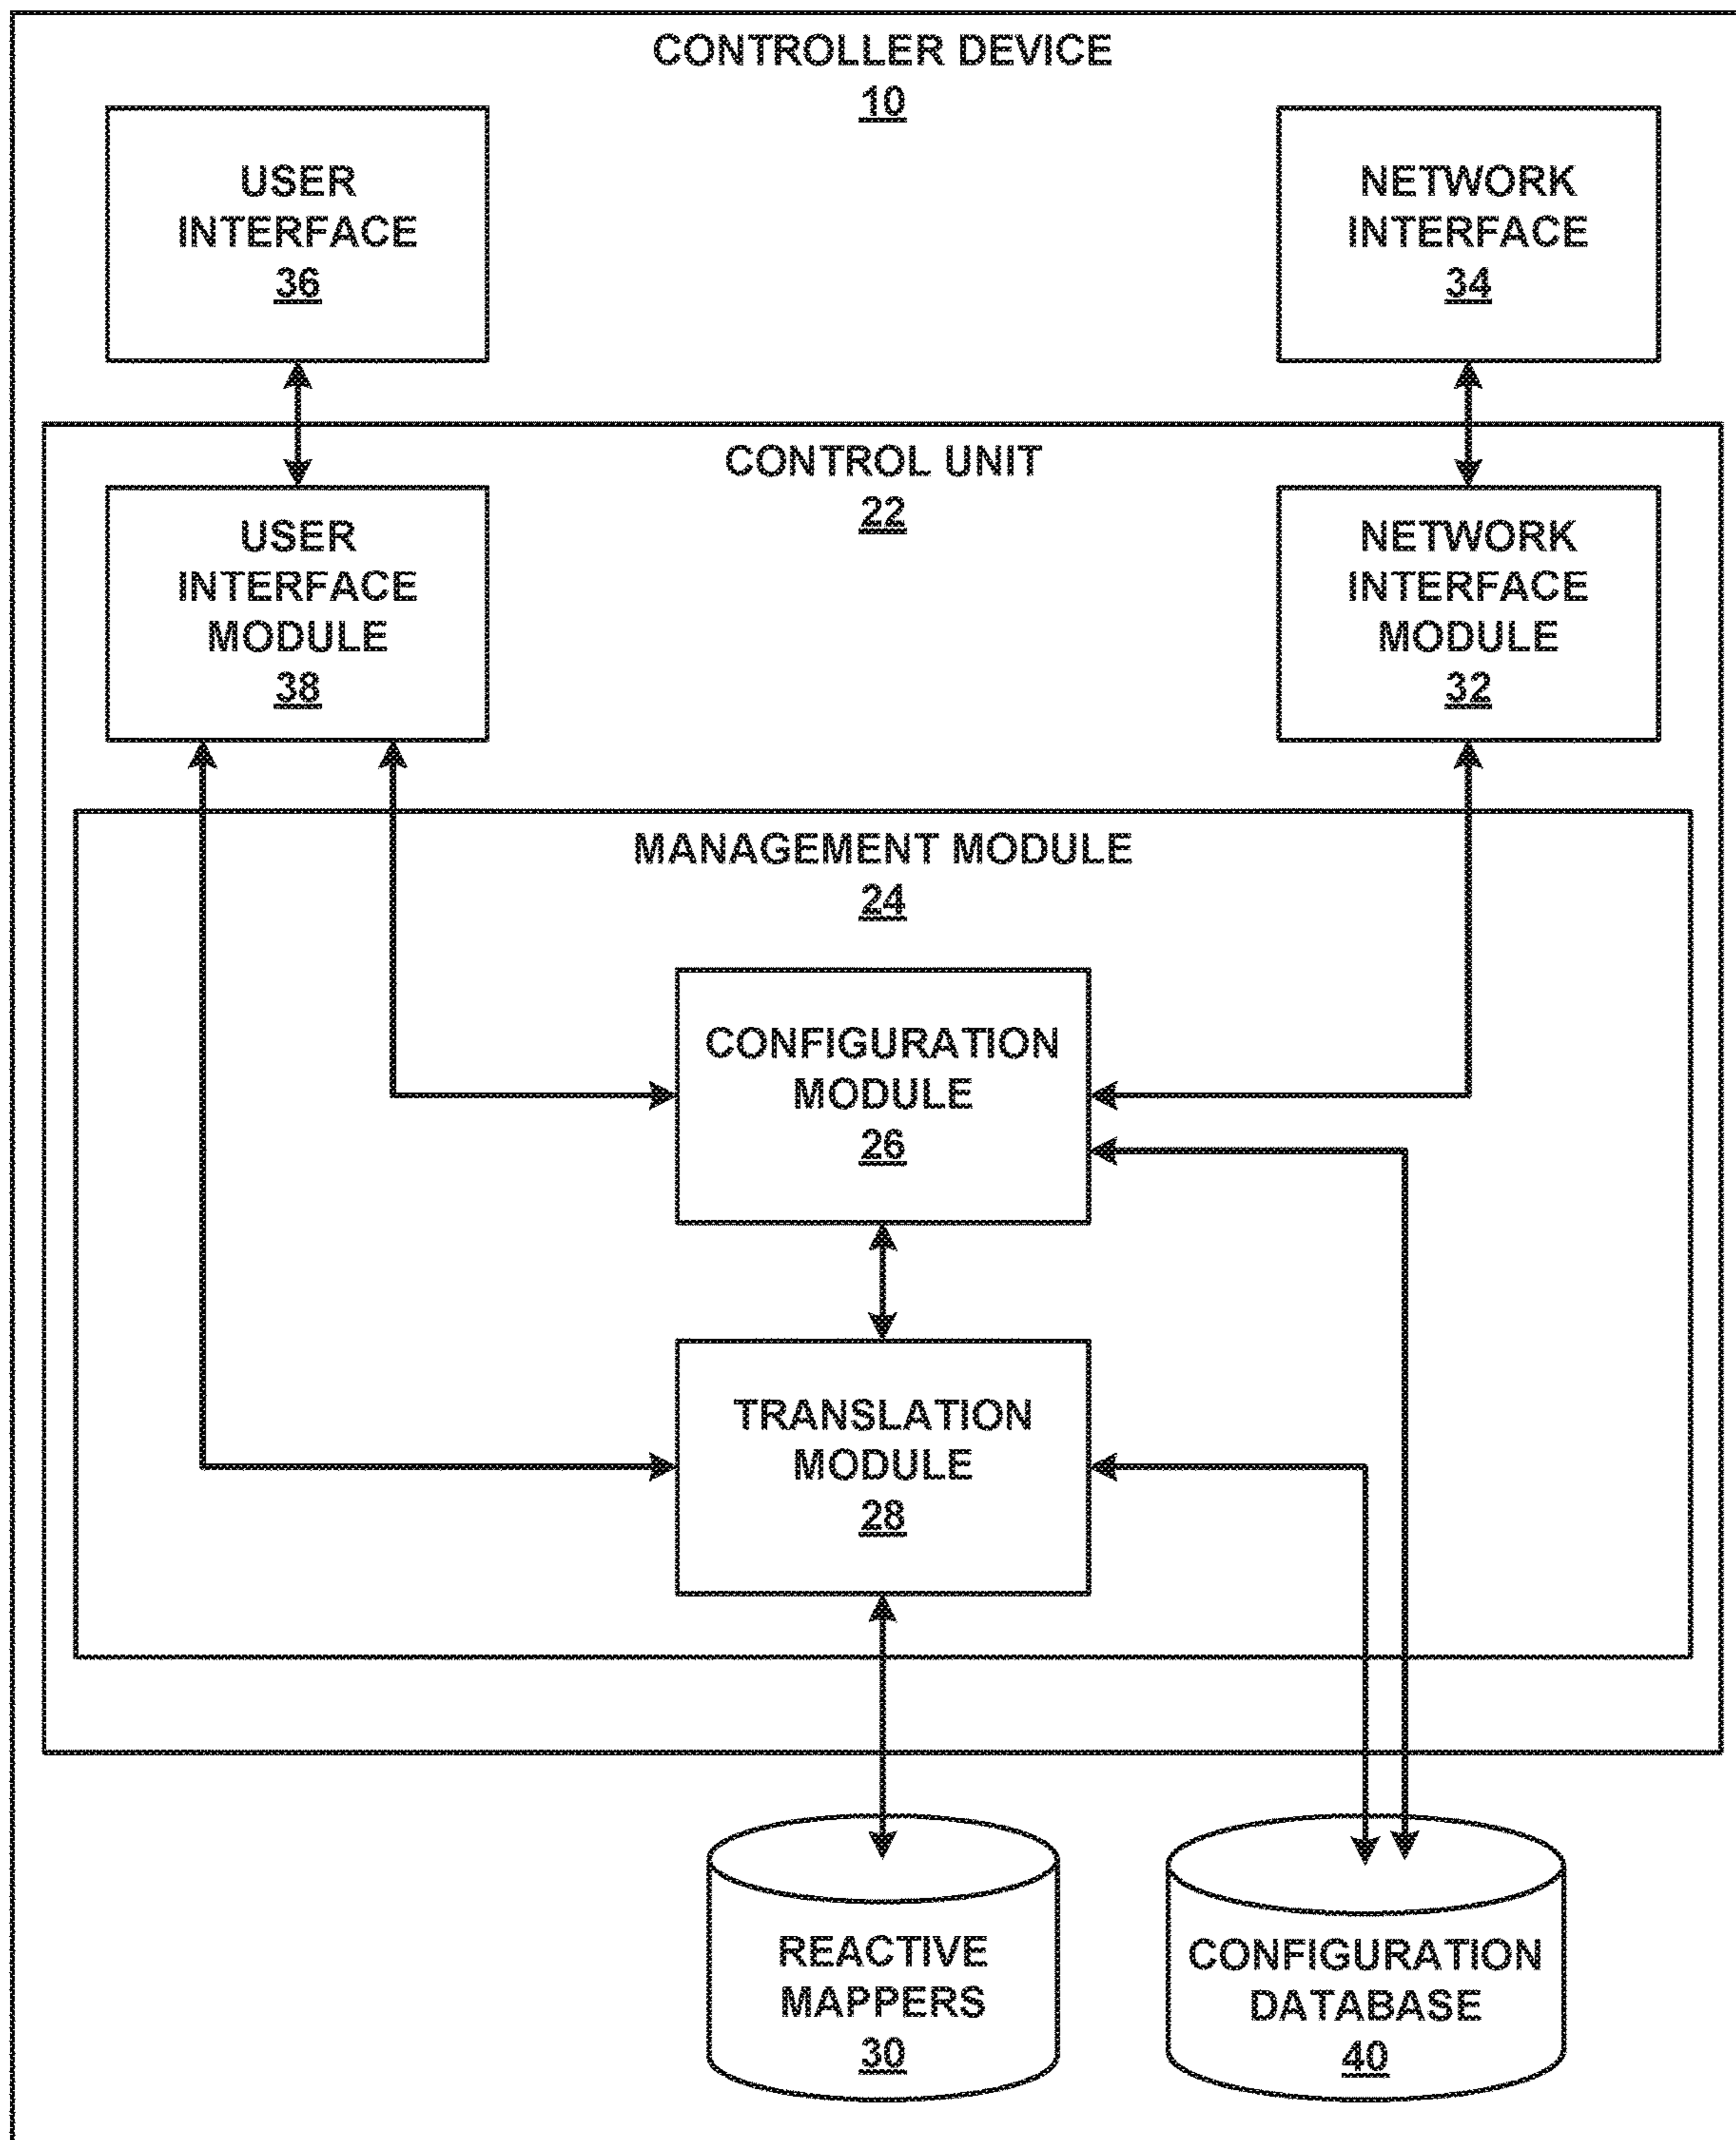 CONTROLLER DEVICE
10
USER
INTERFACE
36
NETWORK
INTERFACE
34
CONTROL UNIT
22
USER
INTERFACE
MODULE
38
NETWORK
INTERFACE
MODULE
32
MANAGEMENT MODULE
24
CONFIGURATION
MODULE
26
TRANSLATION
MODULE
28
REACTIVE
MAPPERS
30
CONFIGURATION
DATABASE
40